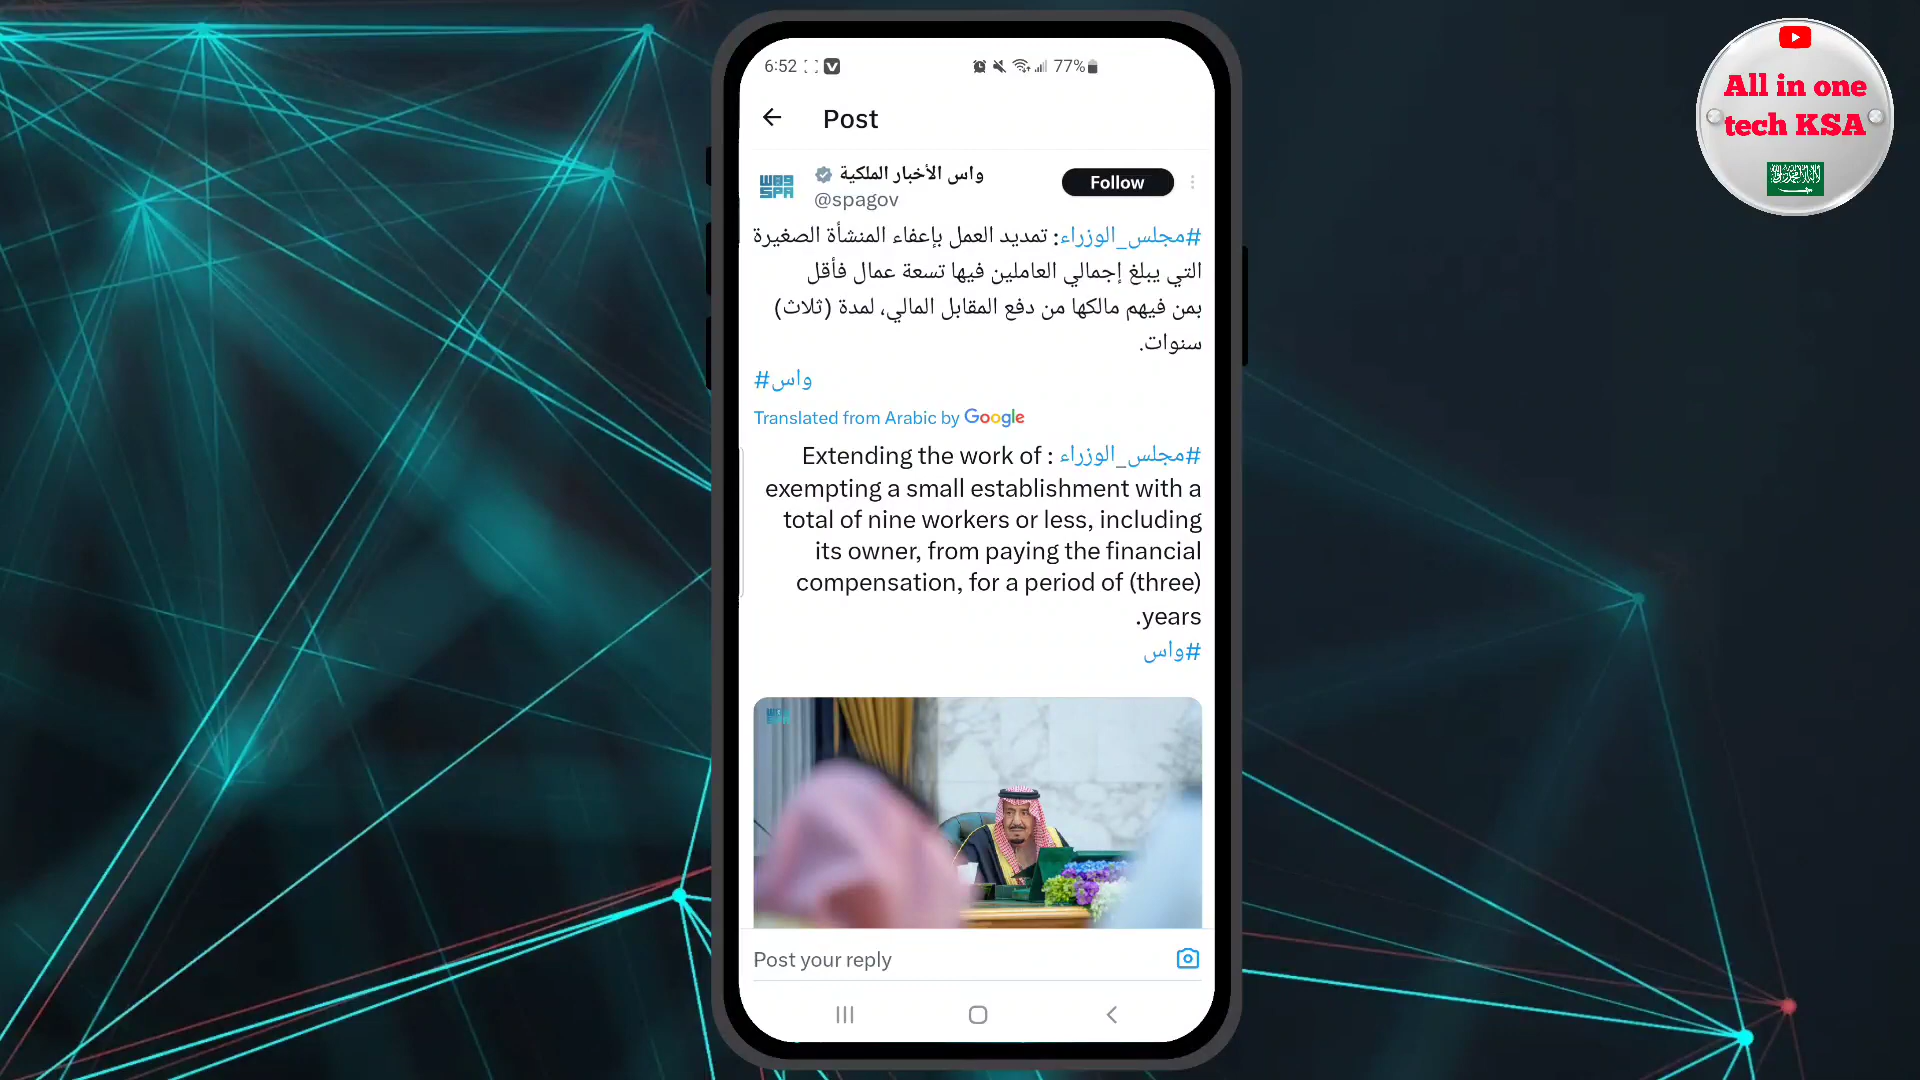 6:52
77%
Post
واس الأخبار الملكية
Follow
@spagov
#مجلس_الوزراء: تمديد العمل بإعفاء المنشأة الصغيرة
التي يبلغ إجمالي العاملين فيها تسعة عمال فأقل
بمن فيهم مالكها من دفع المقابل المالي، لمدة (ثلاث)
سنوات.
#واس
Translated from Arabic by Google
#مجلس_الوزراء : Extending the work of
exempting a small establishment with a
total of nine workers or less, including
its owner, from paying the financial
compensation, for a period of (three)
.years
#واس
Post your reply
All in one
tech KSA
واس
SPA